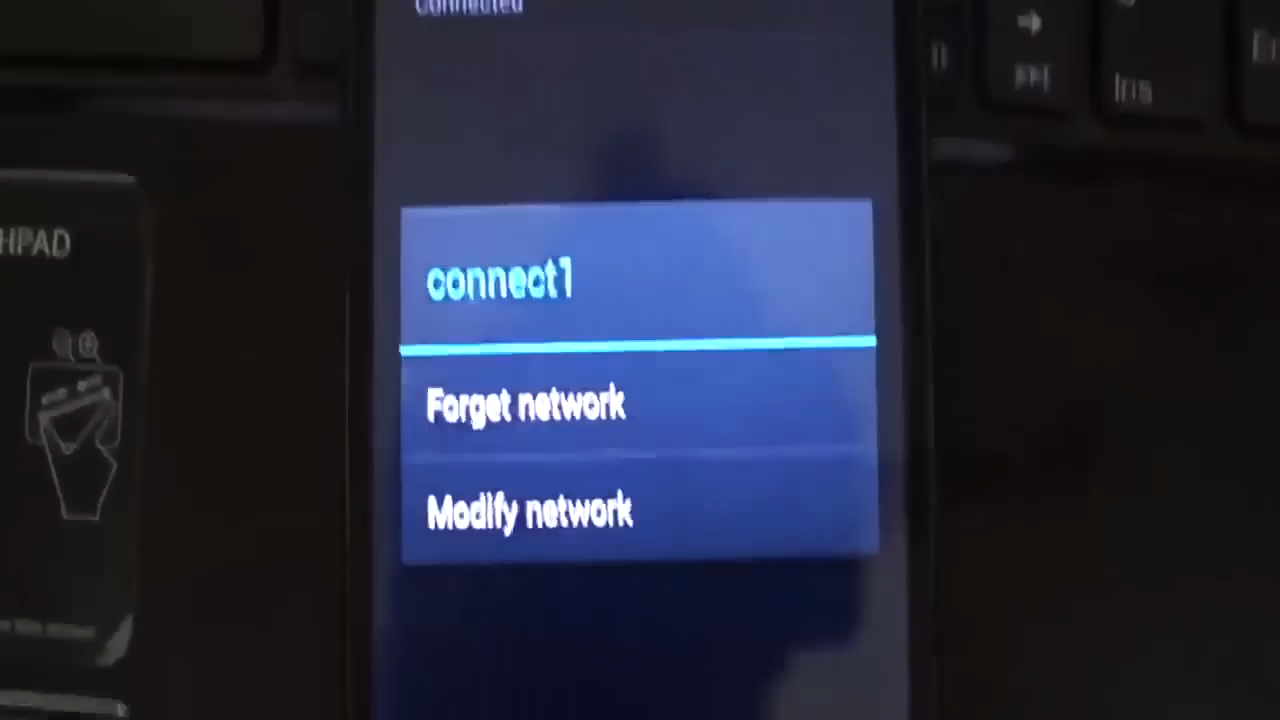 Connected
Ins
HPAD
connect1
Forget network
Modify network